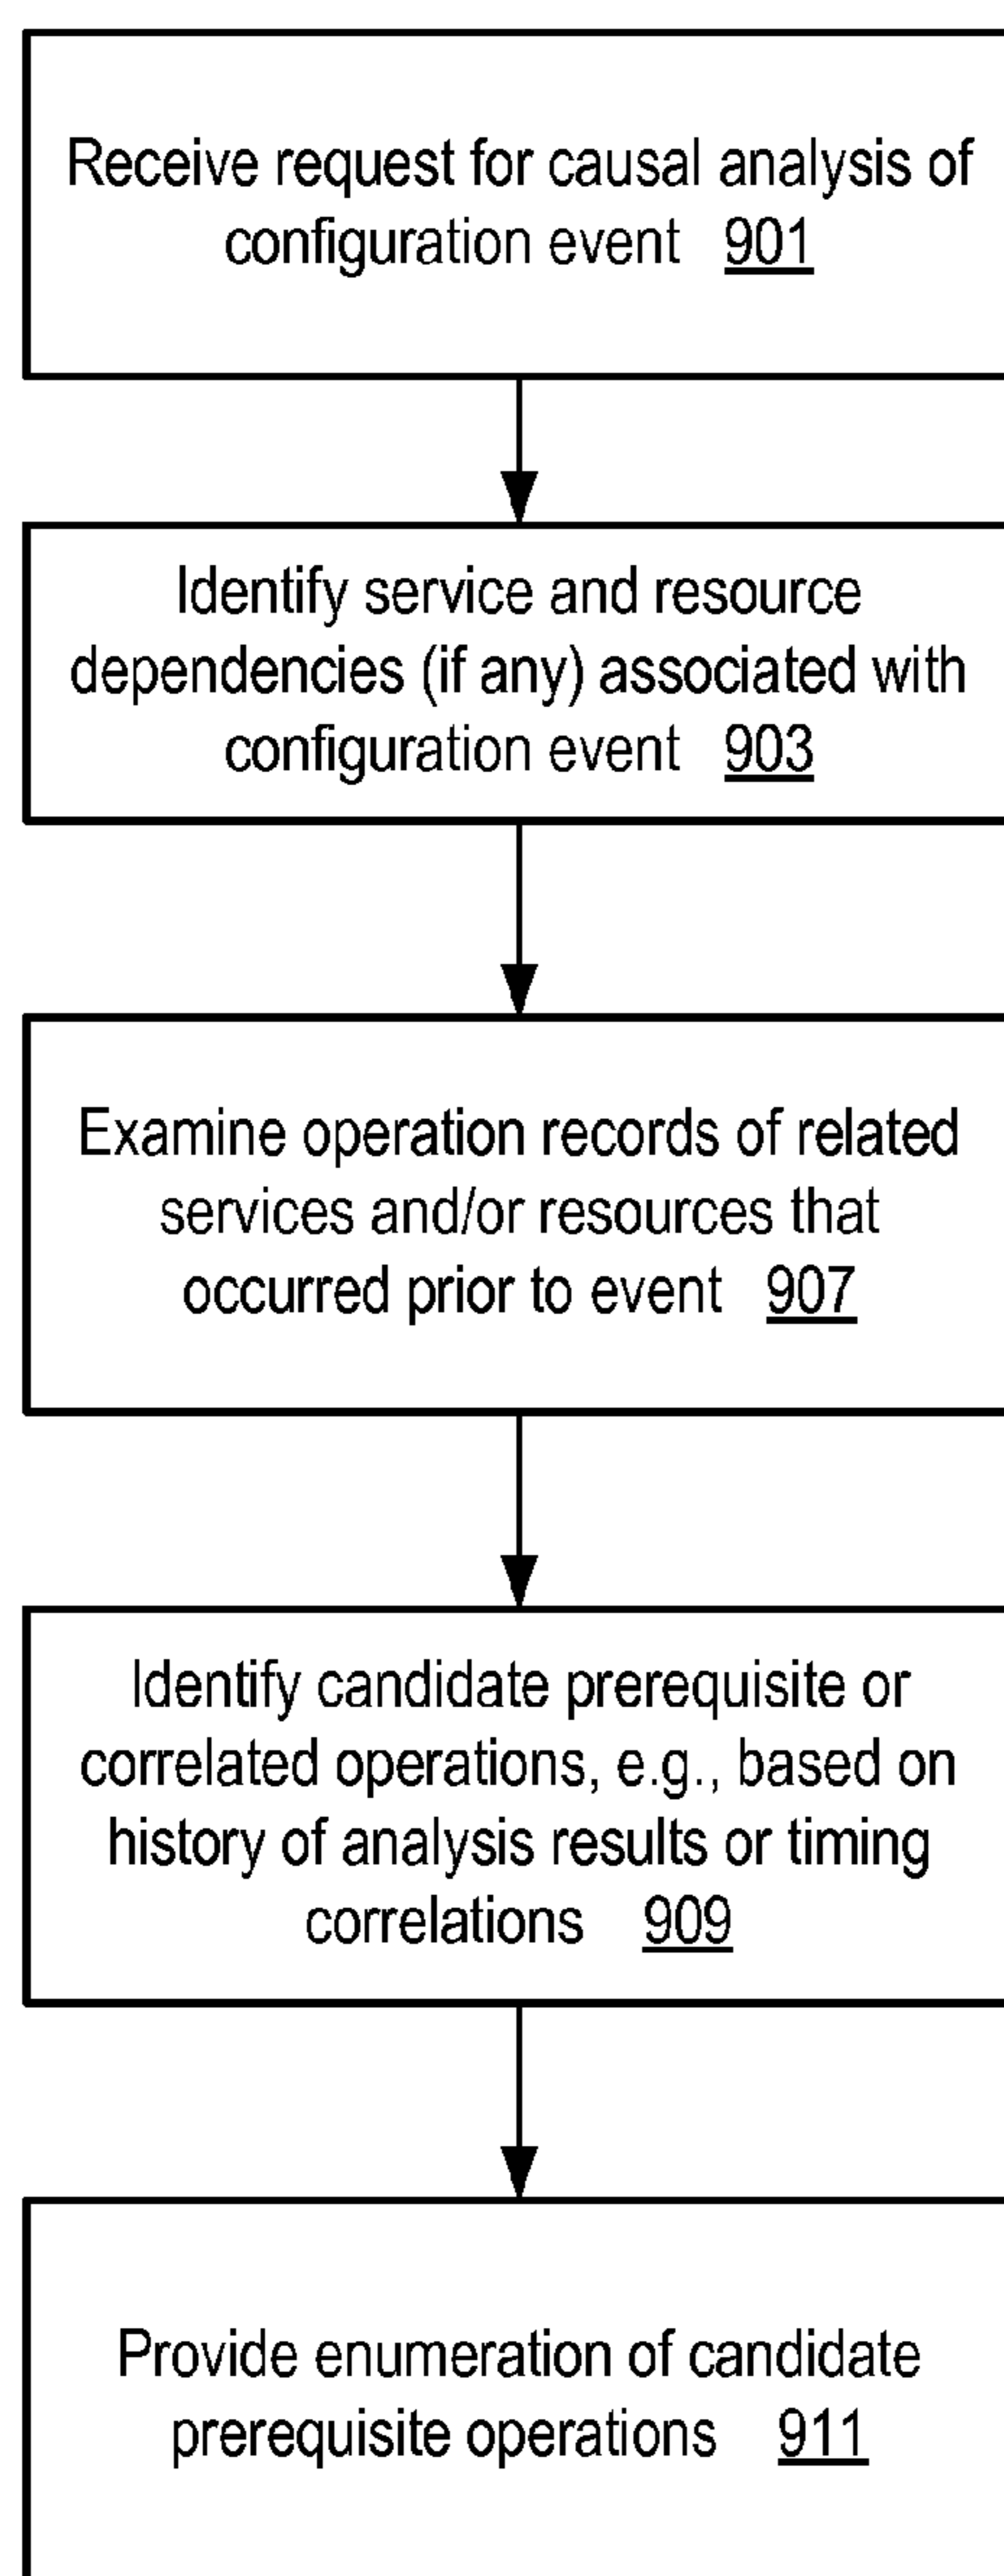 Receive request for causal analysis of
configuration event 901
Identify service and resource
dependencies (if any) associated with
configuration event 903
Examine operation records of related
services and/or resources that
occurred prior to event 907
Identify candidate prerequisite or
correlated operations, e.g., based on
history of analysis results or timing
correlations 909
Provide enumeration of candidate
prerequisite operations 911